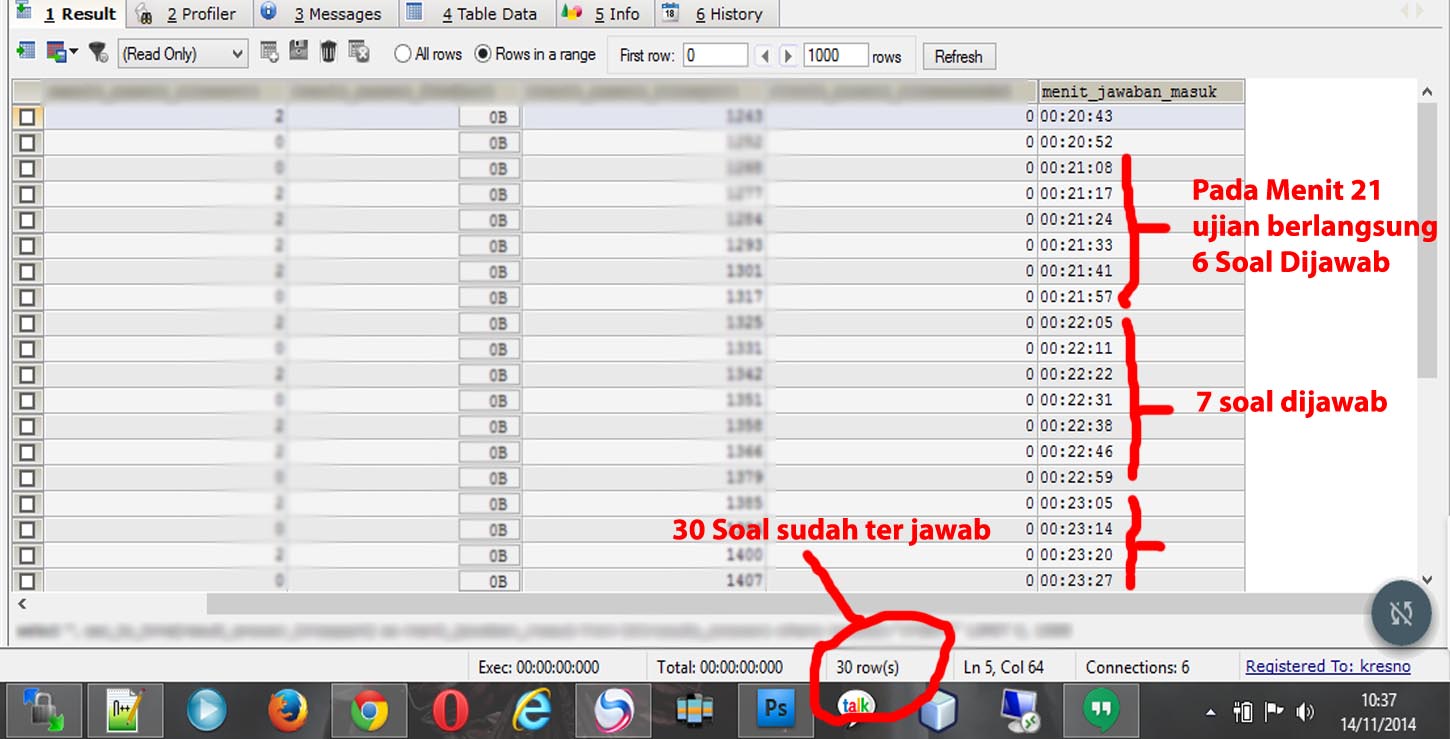 1 Result 2 Profiler 3 Messages 4 Table Data 5 Info 6 History
(Read Only) All rows Rows in a range First row: 0 1000 rows Refresh
menit_jawaban_masuk
2 0B 1243 0 00:20:43
0 0B 1252 0 00:20:52
0 0B 1268 0 00:21:08
2 0B 1277 0 00:21:17
2 0B 1284 0 00:21:24
2 0B 1293 0 00:21:33
2 0B 1301 0 00:21:41
0 0B 1317 0 00:21:57
2 0B 1325 0 00:22:05
0 0B 1331 0 00:22:11
2 0B 1342 0 00:22:22
0 0B 1351 0 00:22:31
2 0B 1358 0 00:22:38
2 0B 1366 0 00:22:46
0 0B 1379 0 00:22:59
2 0B 1385 0 00:23:05
0 0B 0 00:23:14
2 0B 1400 0 00:23:20
0 0B 1407 0 00:23:27
Pada Menit 21
ujian berlangsung
6 Soal Dijawab
7 soal dijawab
30 Soal sudah ter jawab
Exec: 00:00:00:000 Total: 00:00:00:000 30 row(s) Ln 5, Col 64 Connections: 6 Registered To: kresno
n++ Ps talk
10:37
14/11/2014